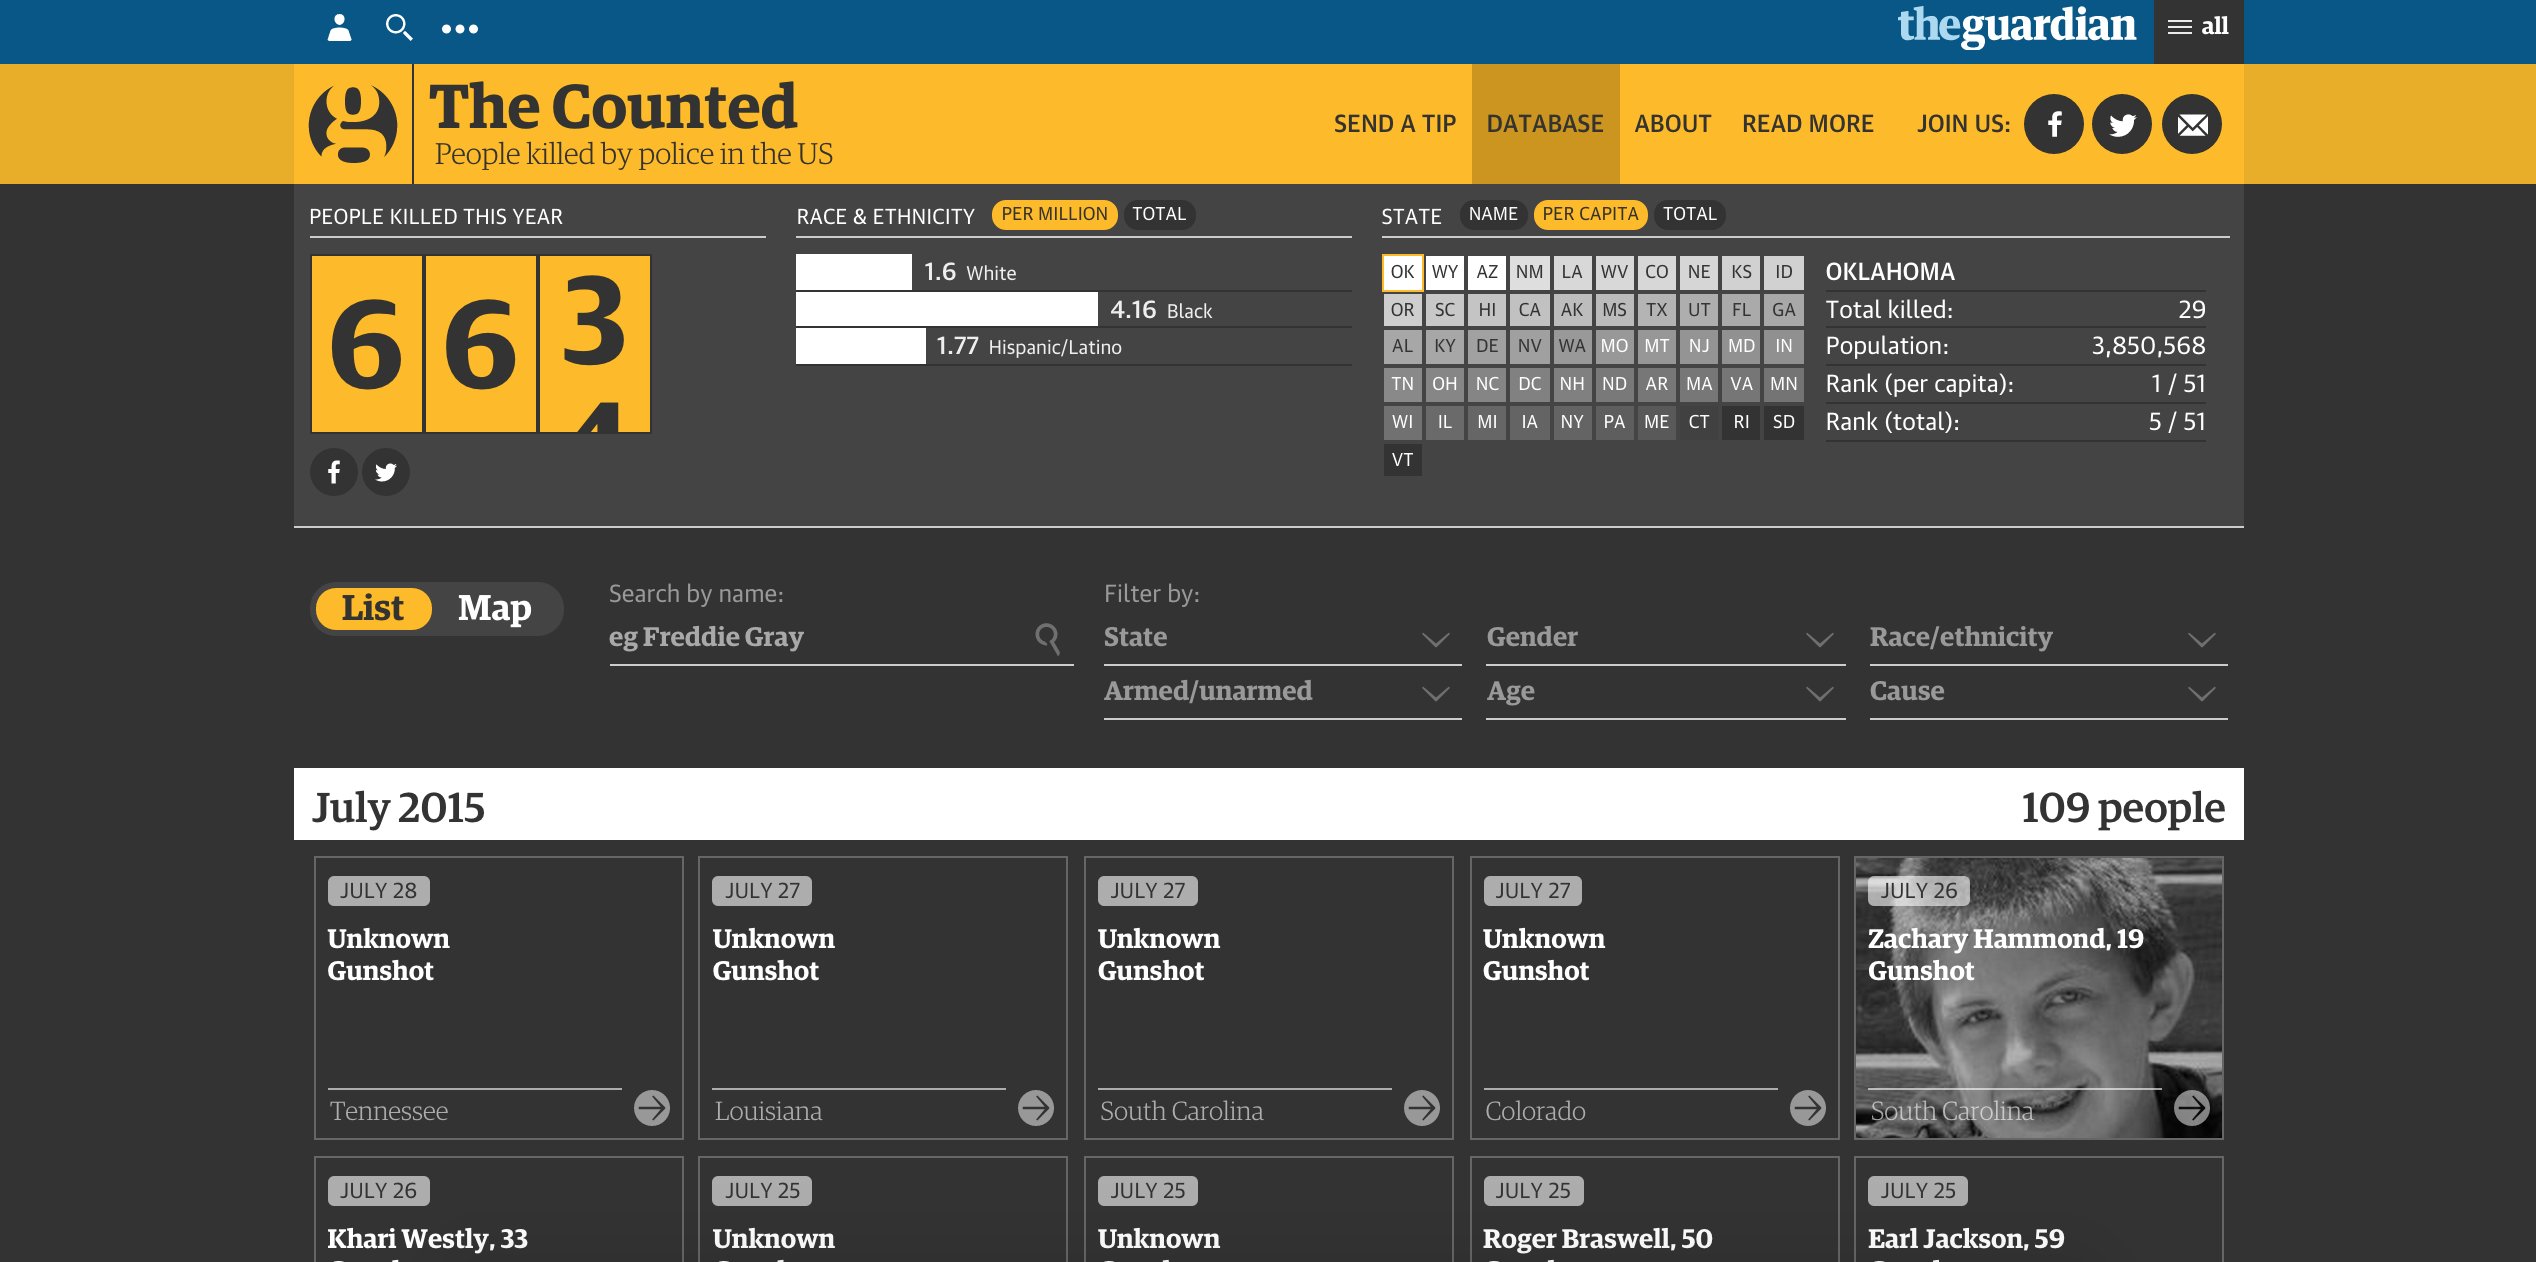 theguardian
all
The Counted
People killed by police in the US
SEND A TIP
DATABASE
ABOUT
READ MORE
JOIN US:
PEOPLE KILLED THIS YEAR
6 6 3
4
RACE & ETHNICITY PER MILLION TOTAL
1.6 White
4.16 Black
1.77 Hispanic/Latino
STATE NAME PER CAPITA TOTAL
OK WY AZ NM LA WV CO NE KS ID
OR SC HI CA AK MS TX UT FL GA
AL KY DE NV WA MO MT NJ MD IN
TN OH NC DC NH ND AR MA VA MN
WI IL MI IA NY PA ME CT RI SD
VT
OKLAHOMA
Total killed: 29
Population: 3,850,568
Rank (per capita): 1 / 51
Rank (total): 5 / 51
List Map
Search by name:
eg Freddie Gray
Filter by:
State
Gender
Race/ethnicity
Armed/unarmed
Age
Cause
July 2015 109 people
JULY 28
Unknown
Gunshot
Tennessee
JULY 27
Unknown
Gunshot
Louisiana
JULY 27
Unknown
Gunshot
South Carolina
JULY 27
Unknown
Gunshot
Colorado
JULY 26
Zachary Hammond, 19
Gunshot
South Carolina
JULY 26
Khari Westly, 33
JULY 25
Unknown
JULY 25
Unknown
JULY 25
Roger Braswell, 50
JULY 25
Earl Jackson, 59